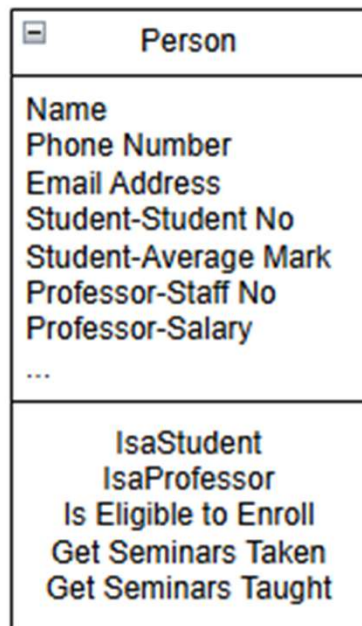 Person
Name
Phone Number
Email Address
Student-Student No
Student-Average Mark
Professor-Staff No
Professor-Salary
...
IsaStudent
IsaProfessor
Is Eligible to Enroll
Get Seminars Taken
Get Seminars Taught